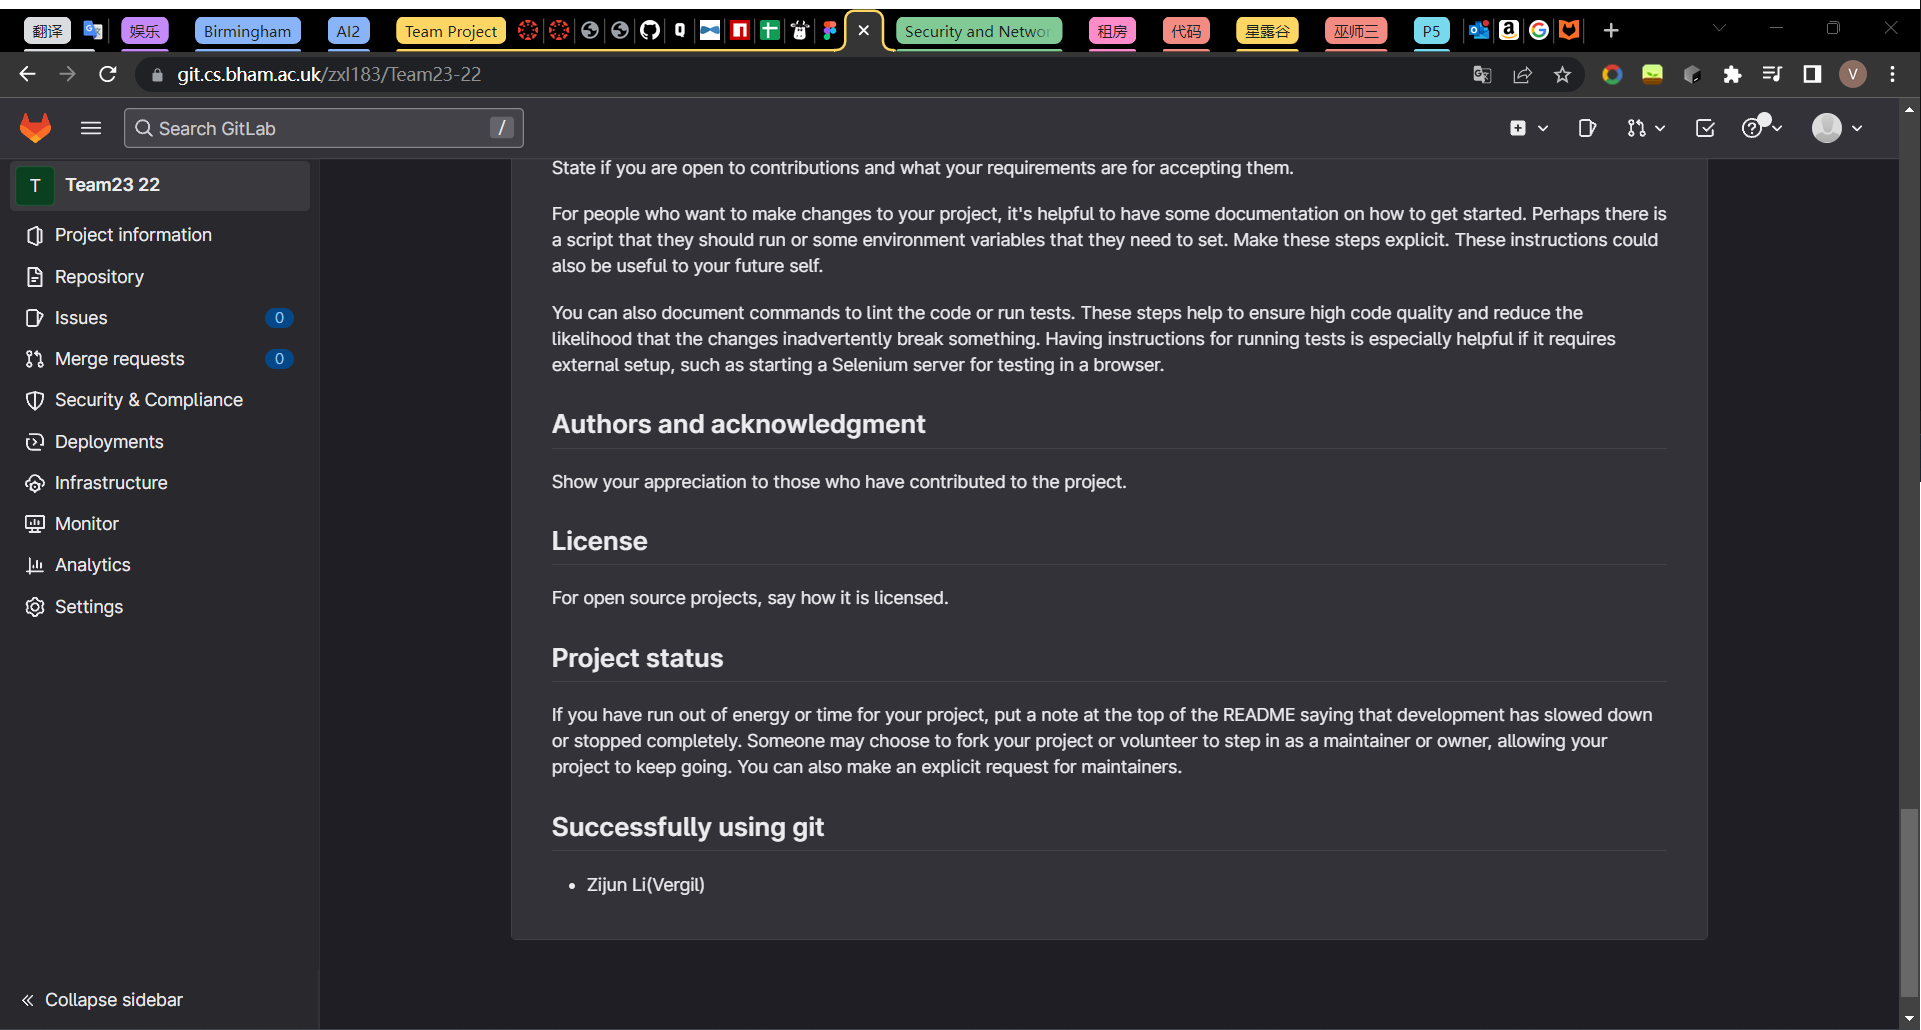 翻译
娱乐
Birmingham
AI2
Team Project
Security and Networ
租房
代码
星露谷
巫师三
P5
git.cs.bham.ac.uk/zxl183/Team23-22
V
Search GitLab
/
T
Team23 22
Project information
Repository
Issues
0
Merge requests
0
Security & Compliance
Deployments
Infrastructure
Monitor
Analytics
Settings
Collapse sidebar
State if you are open to contributions and what your requirements are for accepting them.
For people who want to make changes to your project, it's helpful to have some documentation on how to get started. Perhaps there is
a script that they should run or some environment variables that they need to set. Make these steps explicit. These instructions could
also be useful to your future self.
You can also document commands to lint the code or run tests. These steps help to ensure high code quality and reduce the
likelihood that the changes inadvertently break something. Having instructions for running tests is especially helpful if it requires
external setup, such as starting a Selenium server for testing in a browser.
Authors and acknowledgment
Show your appreciation to those who have contributed to the project.
License
For open source projects, say how it is licensed.
Project status
If you have run out of energy or time for your project, put a note at the top of the README saying that development has slowed down
or stopped completely. Someone may choose to fork your project or volunteer to step in as a maintainer or owner, allowing your
project to keep going. You can also make an explicit request for maintainers.
Successfully using git
• Zijun Li(Vergil)